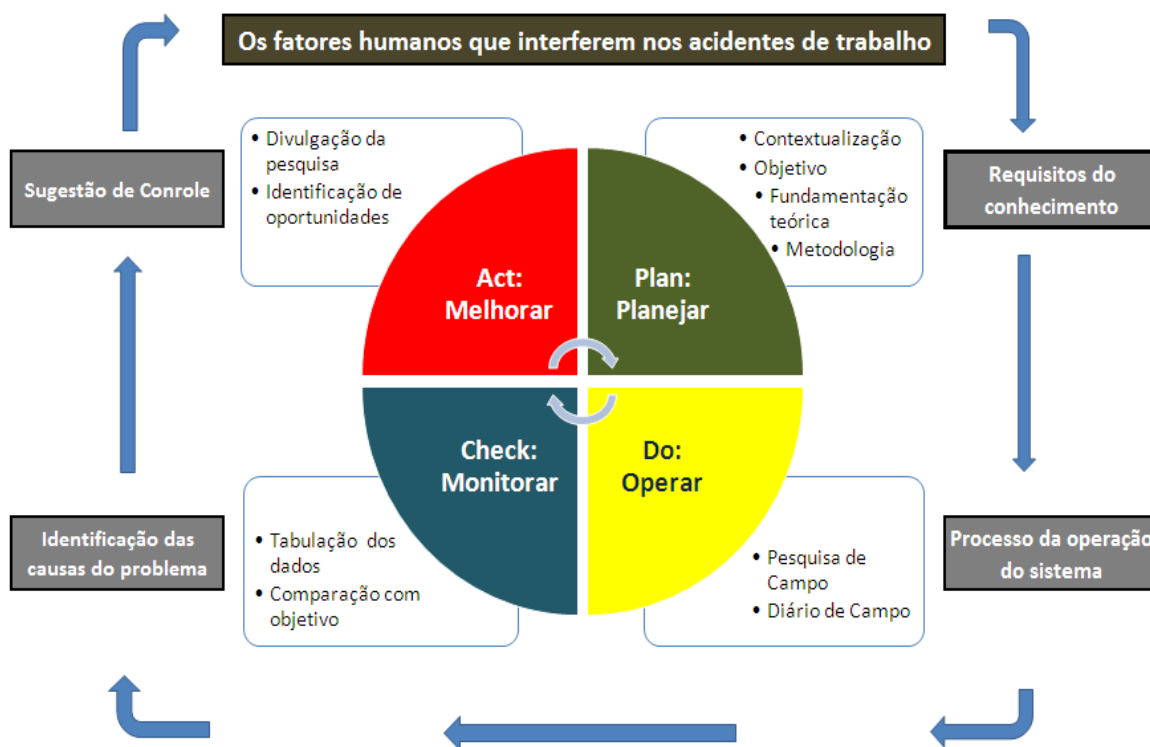 Os fatores humanos que interferem nos acidentes de trabalho
• Divulgação da
pesquisa
• Identificação de
oportunidades
• Contextualização
• Objetivo
• Fundamentação
teórica
• Metodologia
Sugestão de Conrole
Requisitos do
conhecimento
Act:
Melhorar
Plan:
Planejar
Check:
Monitorar
Do:
Operar
Identificação das
causas do problema
• Tabulação dos
dados
• Comparação com
objetivo
• Pesquisa de
Campo
• Diário de Campo
Processo da operação
do sistema